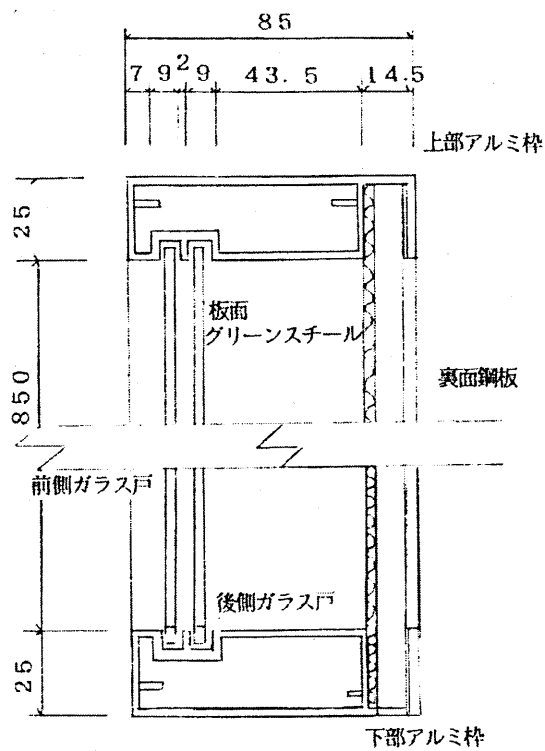 85
7 9 2 9 43.5 14.5
上部アルミ枠
25
板面
グリーンスチール
850
裏面鋼板
前側ガラス戸
後側ガラス戸
25
下部アルミ枠